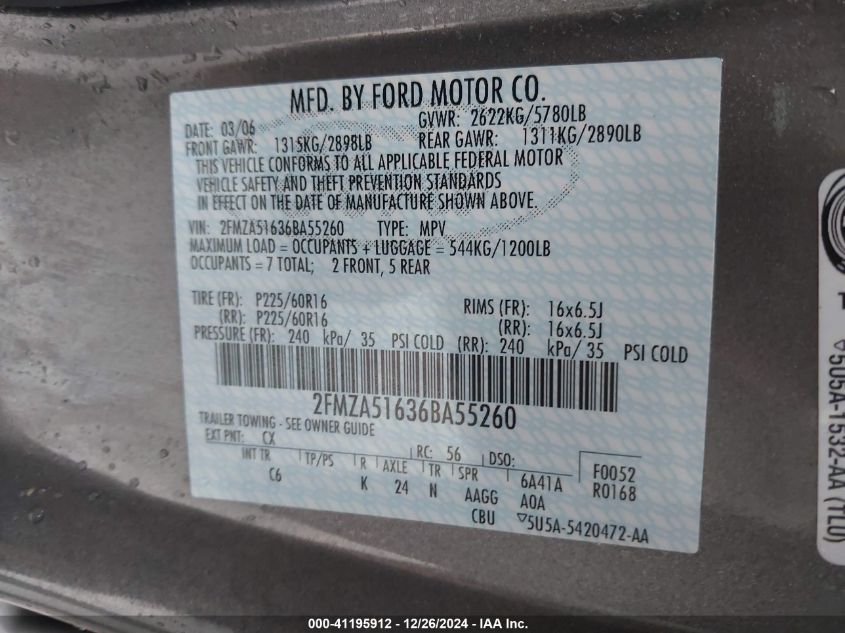 MFD. BY FORD MOTOR CO.
DATE: 03/06 GVWR: 2622KG/5780LB
FRONT GAWR: 1315KG/2898LB REAR GAWR: 1311KG/2890LB
THIS VEHICLE CONFORMS TO ALL APPLICABLE FEDERAL MOTOR
VEHICLE SAFETY AND THEFT PREVENTION STANDARDS
IN EFFECT ON THE DATE OF MANUFACTURE SHOWN ABOVE.
VIN: 2FMZA51636BA55260 TYPE: MPV
MAXIMUM LOAD = OCCUPANTS + LUGGAGE = 544KG/1200LB
OCCUPANTS = 7 TOTAL; 2 FRONT, 5 REAR
TIRE (FR): P225/60R16 RIMS (FR): 16x6.5J
(RR): P225/60R16 (RR): 16x6.5J
PRESSURE (FR): 240 kPa/ 35 PSI COLD (RR): 240 kPa/ 35 PSI COLD
2FMZA51636BA55260
TRAILER TOWING - SEE OWNER GUIDE
EXT PNT: CX RC: 56 DSO:
INT TR TP/PS R AXLE TR SPR 6A41A F0052
C6 K 24 N AAGG A0A R0168
CBU ▽5U5A-5420472-AA
▽5U5A-1532-AA (TLO)
000-41195912 - 12/26/2024 - IAA Inc.